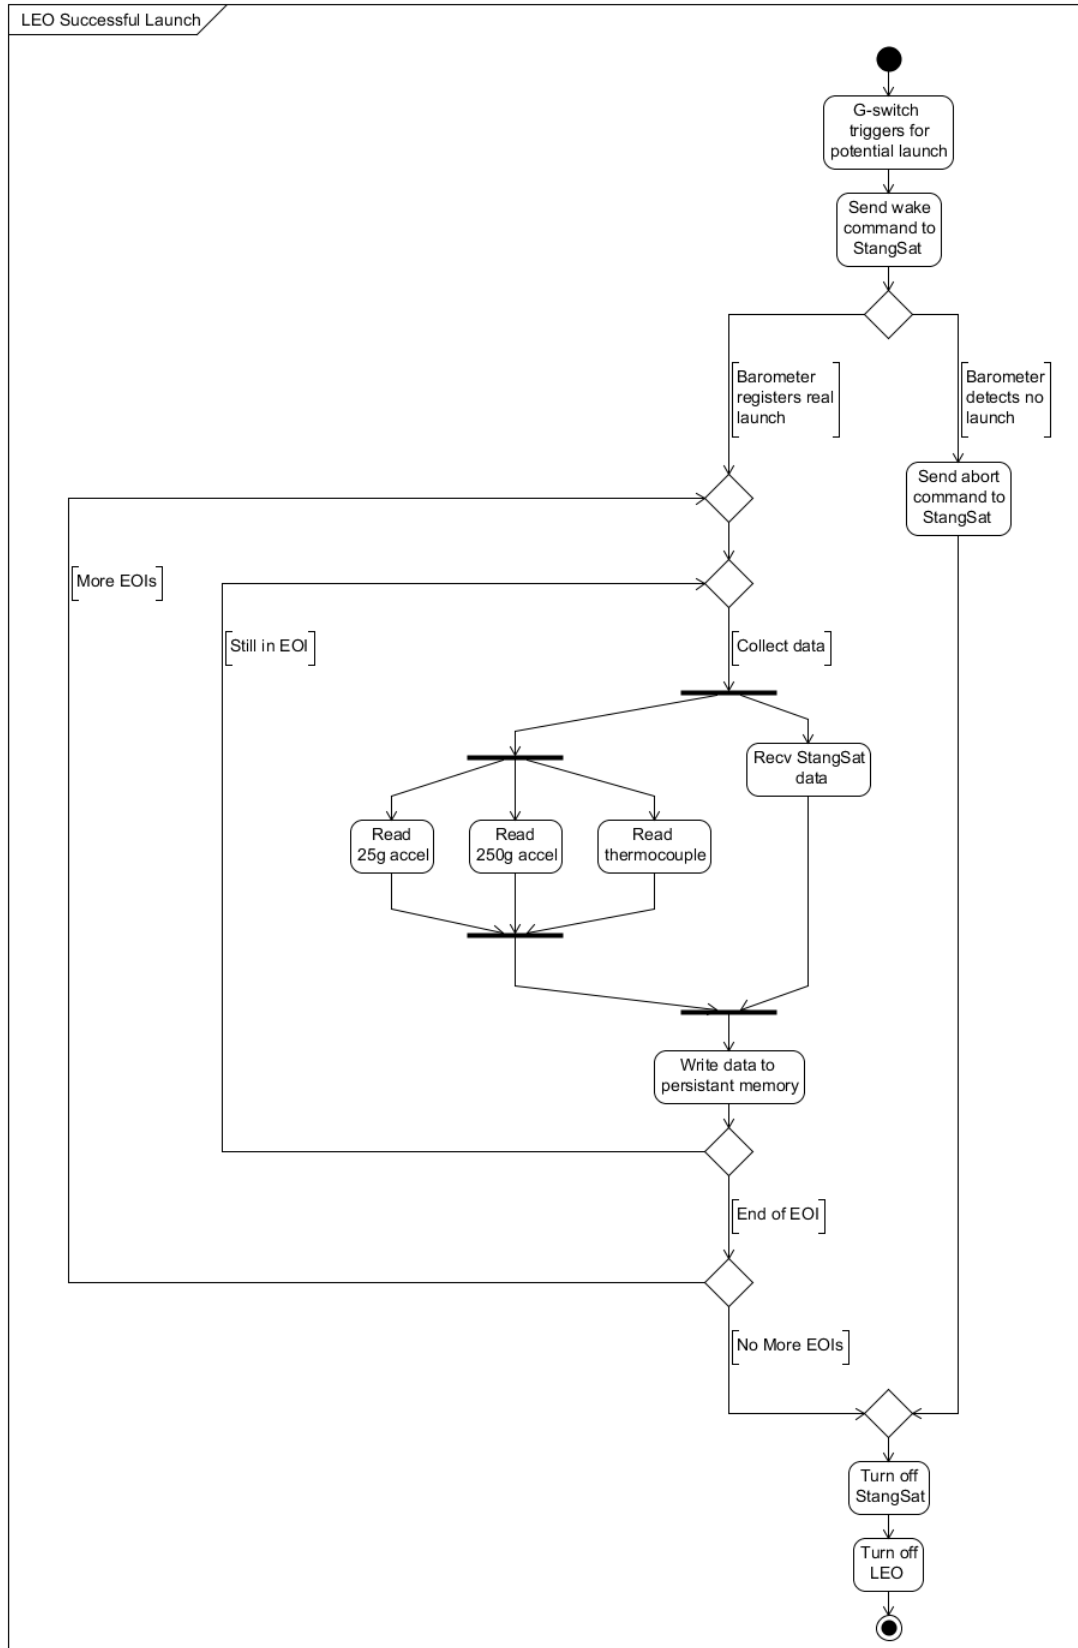 LEO Successful Launch
G-switch
triggers for
potential launch
Send wake
command to
StangSat
[Barometer
registers real
launch]
[Barometer
detects no
launch]
Send abort
command to
StangSat
[More EOIs]
[Still in EOI]
[Collect data]
Recv StangSat
data
Read
25g accel
Read
250g accel
Read
thermocouple
Write data to
persistant memory
[End of EOI]
[No More EOIs]
Turn off
StangSat
Turn off
LEO